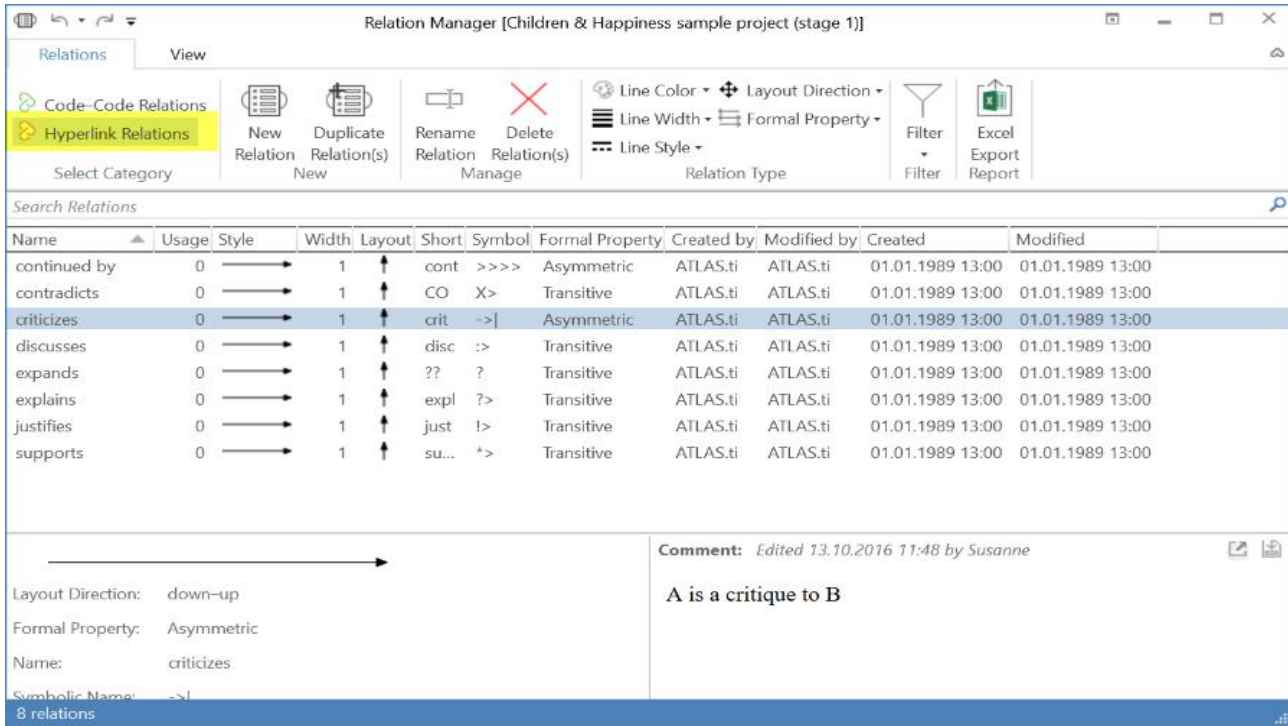 Relation Manager [Children & Happiness sample project (stage 1)]
Relations View
Code–Code Relations
Hyperlink Relations
Select Category
New Relation
Duplicate Relation(s)
New
Rename Relation
Delete Relation(s)
Manage
Line Color Layout Direction
Line Width Formal Property
Line Style
Relation Type
Filter
Filter
Excel Export
Report
Search Relations
Name Usage Style Width Layout Short Symbol Formal Property Created by Modified by Created Modified
continued by 0 1 cont >>>> Asymmetric ATLAS.ti ATLAS.ti 01.01.1989 13:00 01.01.1989 13:00
contradicts 0 1 CO X> Transitive ATLAS.ti ATLAS.ti 01.01.1989 13:00 01.01.1989 13:00
criticizes 0 1 crit ->| Asymmetric ATLAS.ti ATLAS.ti 01.01.1989 13:00 01.01.1989 13:00
discusses 0 1 disc :> Transitive ATLAS.ti ATLAS.ti 01.01.1989 13:00 01.01.1989 13:00
expands 0 1 ?? ? Transitive ATLAS.ti ATLAS.ti 01.01.1989 13:00 01.01.1989 13:00
explains 0 1 expl ?> Transitive ATLAS.ti ATLAS.ti 01.01.1989 13:00 01.01.1989 13:00
justifies 0 1 just !> Transitive ATLAS.ti ATLAS.ti 01.01.1989 13:00 01.01.1989 13:00
supports 0 1 su... *> Transitive ATLAS.ti ATLAS.ti 01.01.1989 13:00 01.01.1989 13:00
Comment: Edited 13.10.2016 11:48 by Susanne
A is a critique to B
Layout Direction: down–up
Formal Property: Asymmetric
Name: criticizes
Symbolic Name: ->|
8 relations